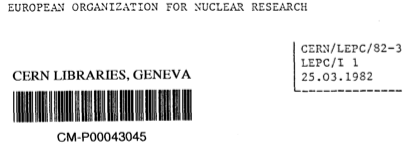 EUROPEAN ORGANIZATION FOR NUCLEAR RESEARCH
CERN/LEPC/82-3
LEPC/I 1
25.03.1982
CERN LIBRARIES, GENEVA
CM-P00043045